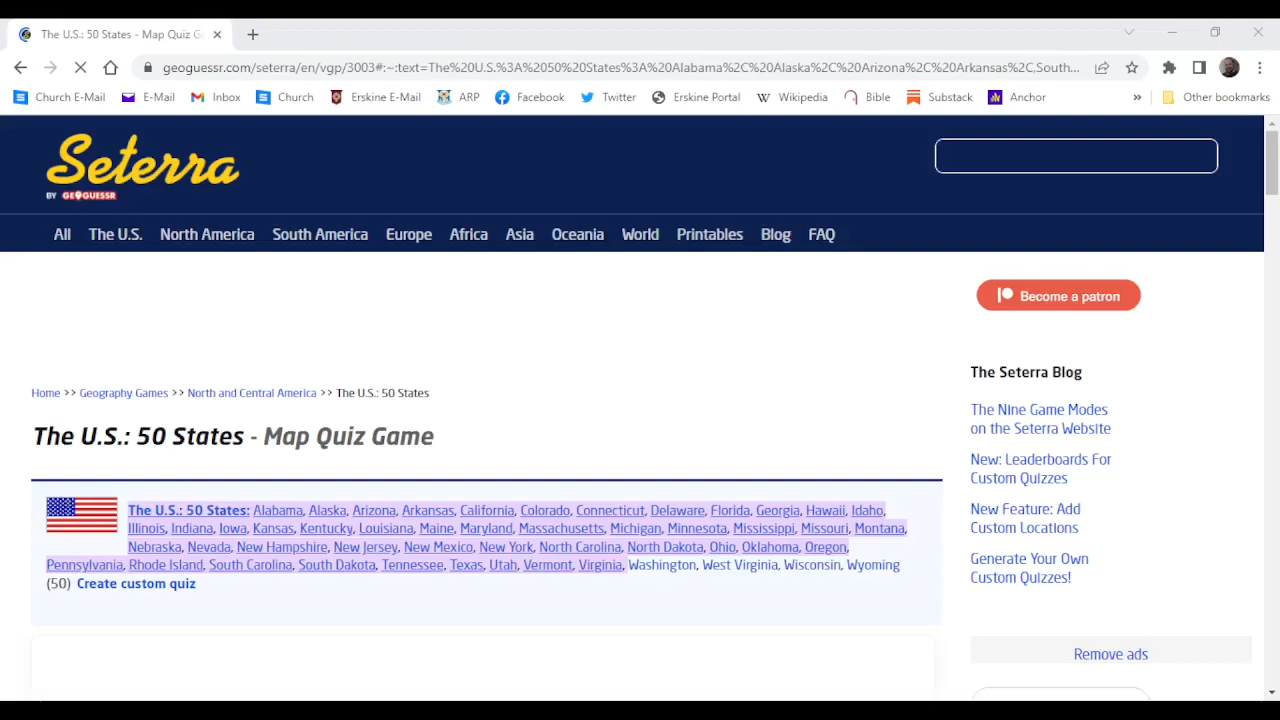 The U.S.: 50 States - Map Quiz G
geoguessr.com/seterra/en/vgp/3003#:~:text=The%20U.S.%3A%2050%20States%3A%20Alabama%2C%20Alaska%2C%20Arizona%2C%20Arkansas%2C,South...
Church E-Mail E-Mail Inbox Church Erskine E-Mail ARP Facebook Twitter Erskine Portal Wikipedia Bible Substack Anchor » Other bookmarks
Seterra
BY GEOGUESSR
All The U.S. North America South America Europe Africa Asia Oceania World Printables Blog FAQ
Become a patron
Home >> Geography Games >> North and Central America >> The U.S.: 50 States
The U.S.: 50 States - Map Quiz Game
The U.S.: 50 States: Alabama, Alaska, Arizona, Arkansas, California, Colorado, Connecticut, Delaware, Florida, Georgia, Hawaii, Idaho,
Illinois, Indiana, Iowa, Kansas, Kentucky, Louisiana, Maine, Maryland, Massachusetts, Michigan, Minnesota, Mississippi, Missouri, Montana,
Nebraska, Nevada, New Hampshire, New Jersey, New Mexico, New York, North Carolina, North Dakota, Ohio, Oklahoma, Oregon,
Pennsylvania, Rhode Island, South Carolina, South Dakota, Tennessee, Texas, Utah, Vermont, Virginia, Washington, West Virginia, Wisconsin, Wyoming
(50) Create custom quiz
The Seterra Blog
The Nine Game Modes
on the Seterra Website
New: Leaderboards For
Custom Quizzes
New Feature: Add
Custom Locations
Generate Your Own
Custom Quizzes!
Remove ads